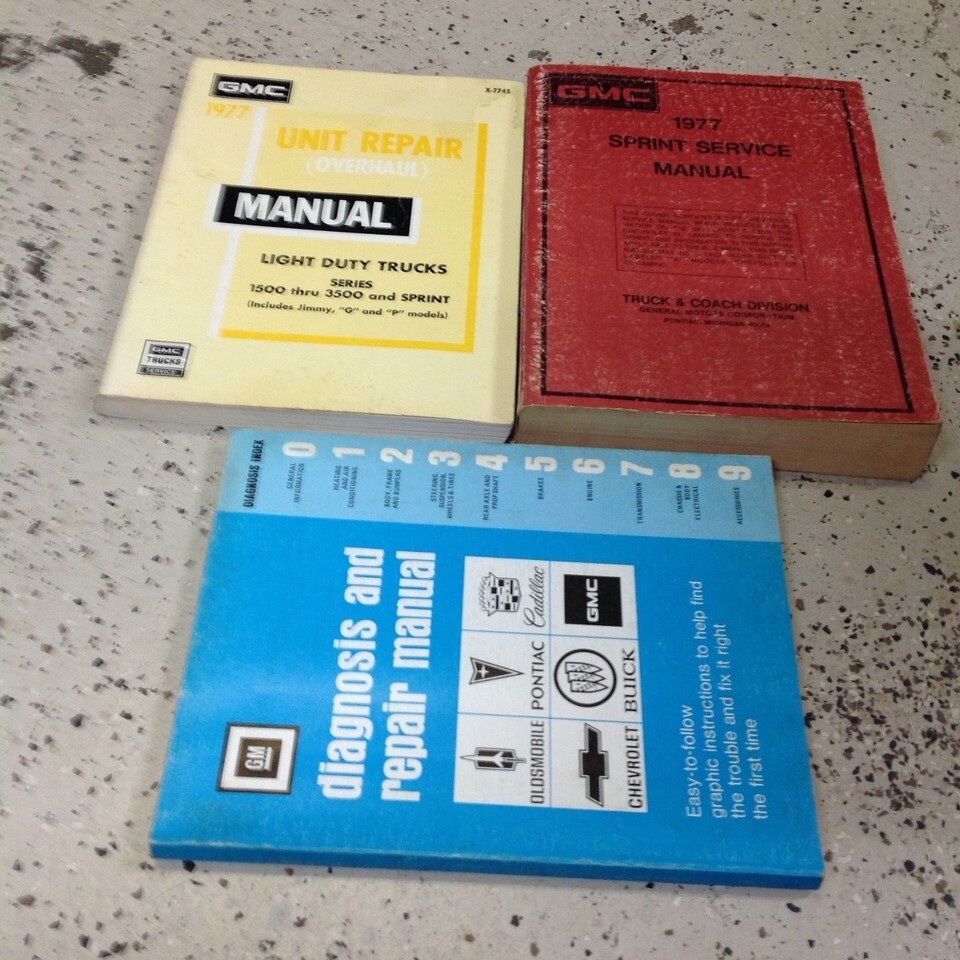 GMC
X-7745
1977
UNIT REPAIR
(OVERHAUL)
MANUAL
LIGHT DUTY TRUCKS
SERIES
1500 thru 3500 and SPRINT
(Includes Jimmy, "G" and "P" models)
GMC
TRUCKS
SERVICE
GMC
1977
SPRINT SERVICE
MANUAL
TRUCK & COACH DIVISION
GENERAL MOTORS CORPORATION
PONTIAC, MICHIGAN
DIAGNOSIS INDEX
0
GENERAL
INFORMATION
1
HEATING
AND AIR
CONDITIONING
2
BODY, FRAME
AND BUMPERS
3
STEERING,
SUSPENSION,
WHEELS & TIRES
4
REAR AXLE AND
PROP SHAFT
5
BRAKES
6
ENGINE
7
TRANSMISSION
8
CHASSIS &
BODY
ELECTRICAL
9
ACCESSORIES
GM
diagnosis and
repair manual
OLDSMOBILE
PONTIAC
Cadillac
CHEVROLET
BUICK
GMC
Easy-to-follow
graphic instructions to help find
the trouble and fix it right
the first time